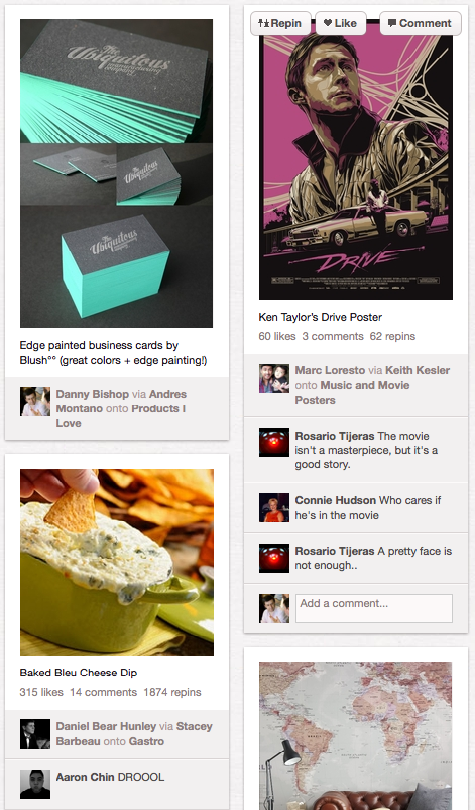 The
Ubiquitous
company
The
Ubiquitous
Edge painted business cards by
Blush°° (great colors + edge painting!)
Danny Bishop via Andres
Montano onto Products I
Love
Baked Bleu Cheese Dip
315 likes 14 comments 1874 repins
Daniel Bear Hunley via Stacey
Barbeau onto Gastro
Aaron Chin DROOOL
Repin Like Comment
DRIVE
Ken Taylor's Drive Poster
60 likes 3 comments 62 repins
Marc Loresto via Keith Kesler
onto Music and Movie
Posters
Rosario Tijeras The movie
isn't a masterpiece, but it's a
good story.
Connie Hudson Who cares if
he's in the movie
Rosario Tijeras A pretty face is
not enough..
Add a comment...